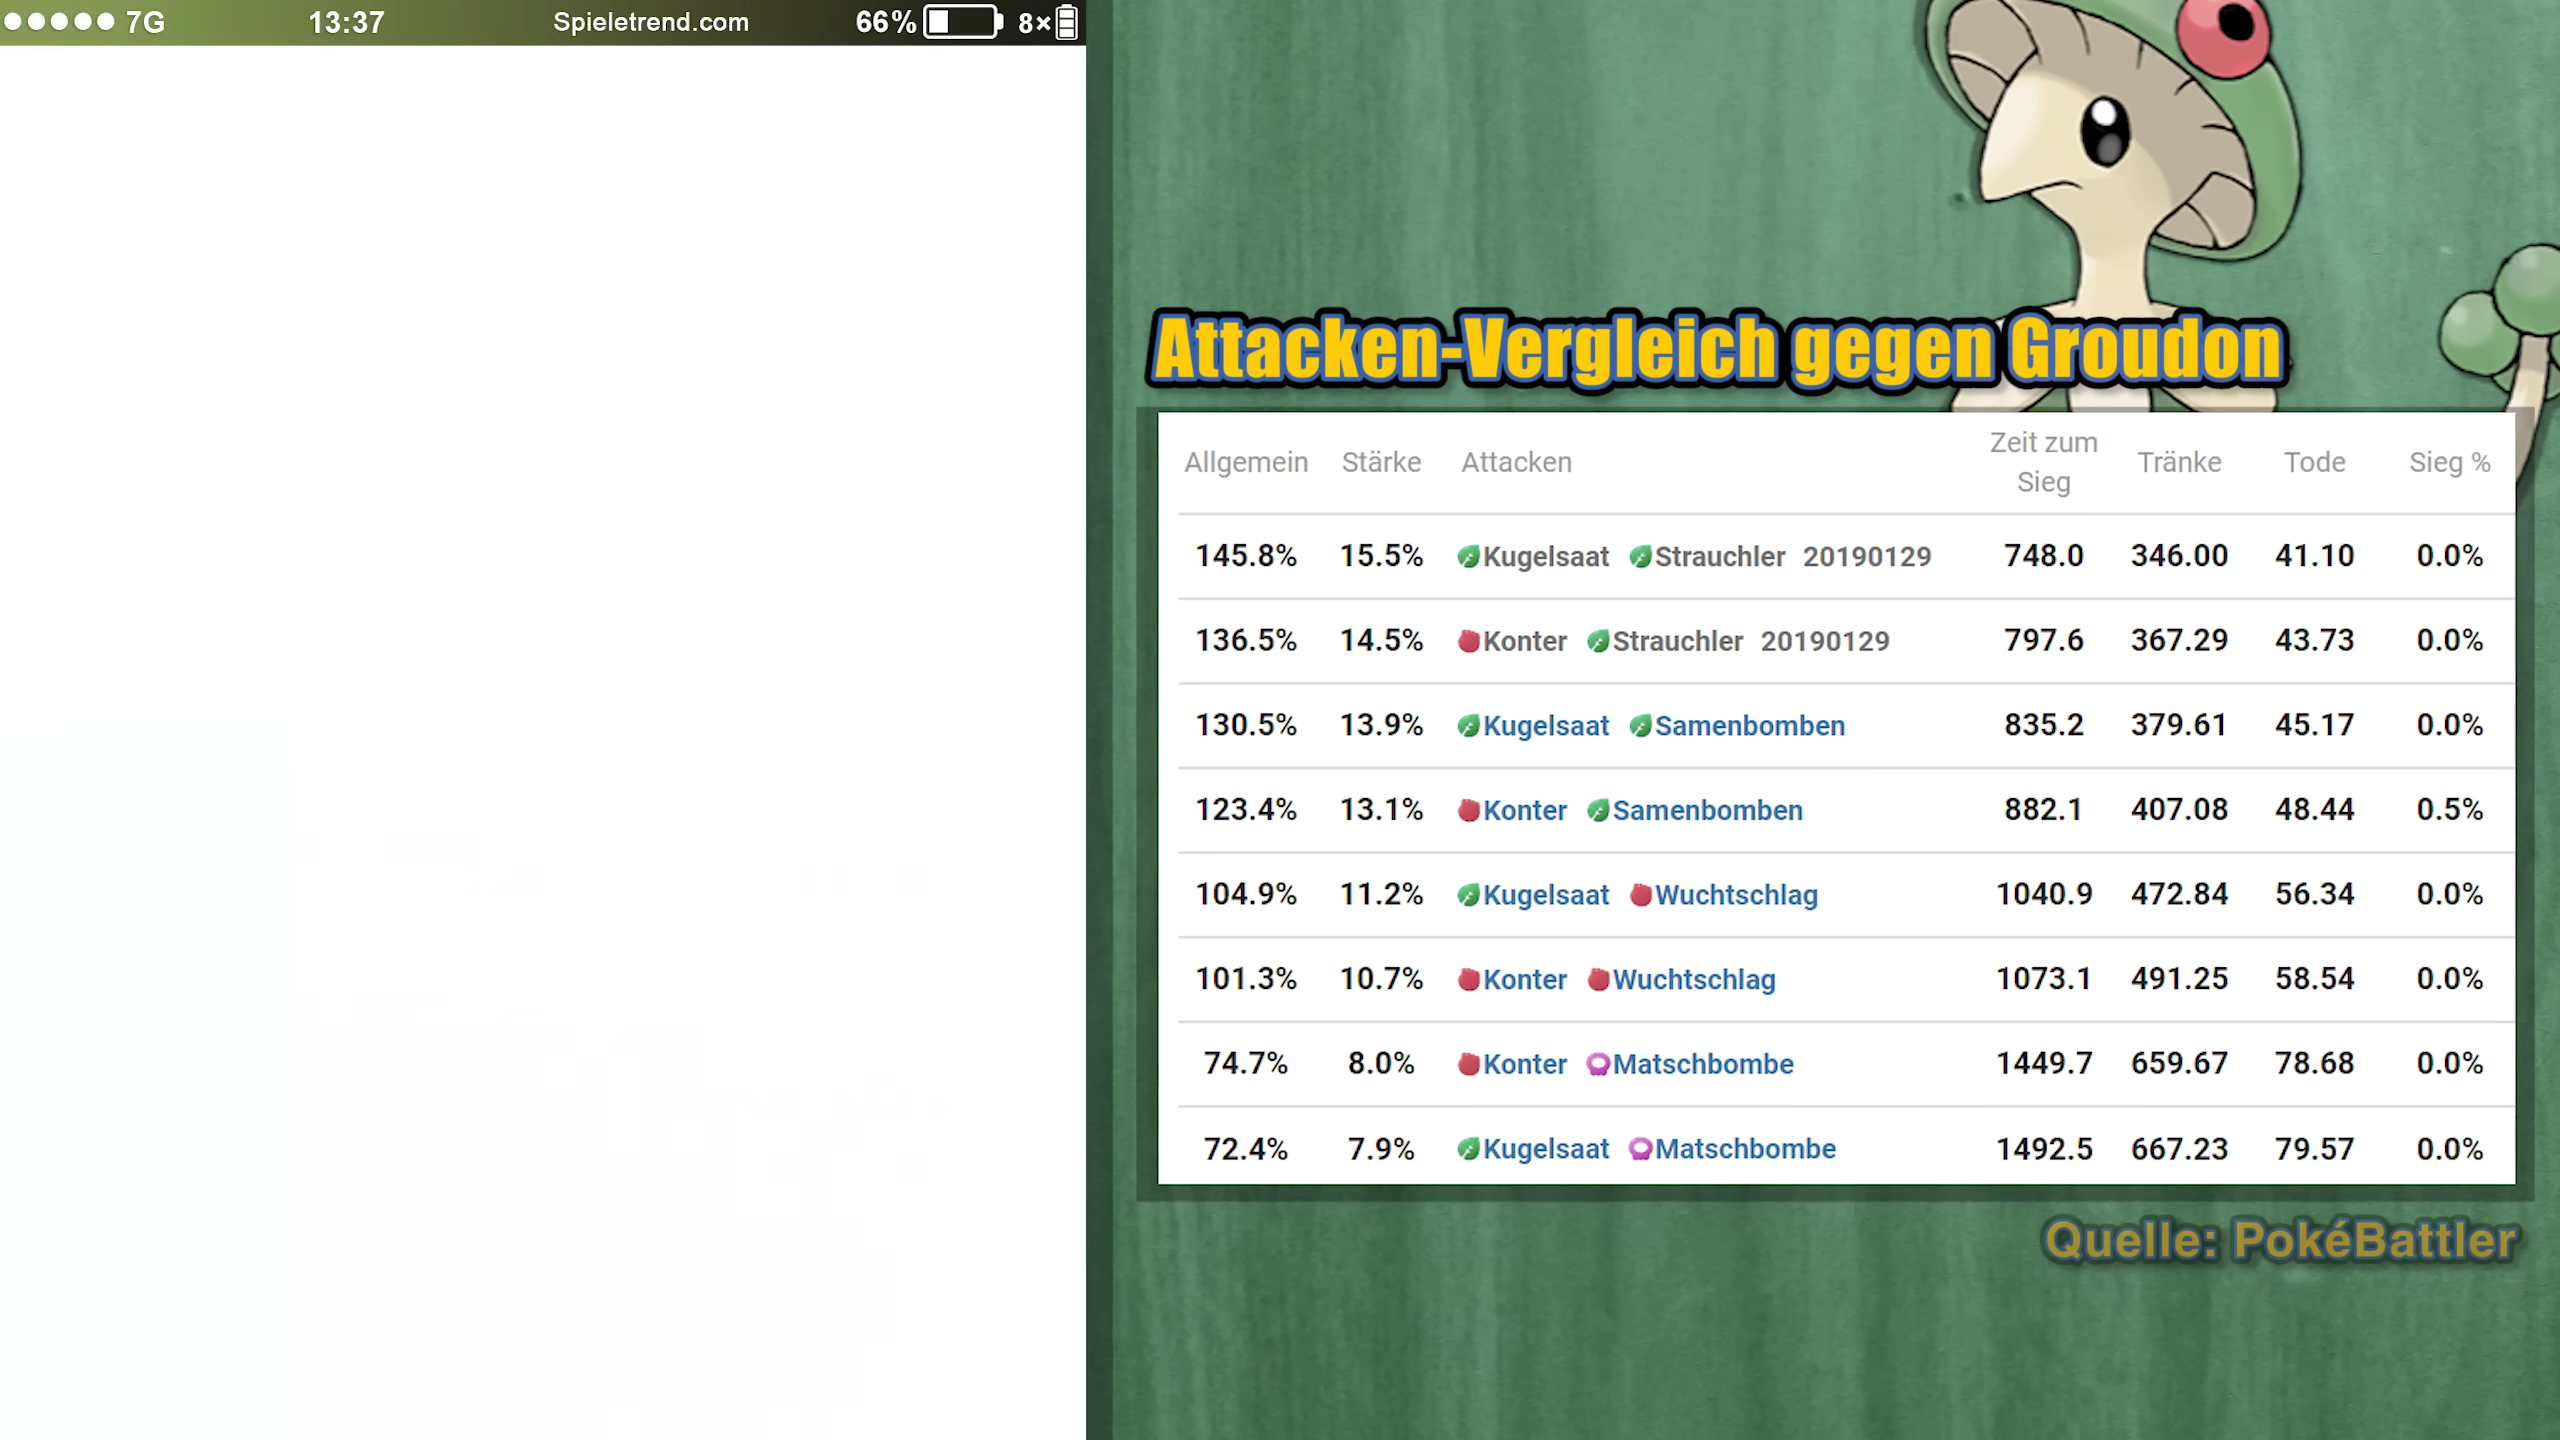 7G 13:37 Spieletrend.com 66% 8×
Attacken-Vergleich gegen Groudon
Allgemein Stärke Attacken Zeit zum Sieg Tränke Tode Sieg %
145.8% 15.5% Kugelsaat Strauchler 20190129 748.0 346.00 41.10 0.0%
136.5% 14.5% Konter Strauchler 20190129 797.6 367.29 43.73 0.0%
130.5% 13.9% Kugelsaat Samenbomben 835.2 379.61 45.17 0.0%
123.4% 13.1% Konter Samenbomben 882.1 407.08 48.44 0.5%
104.9% 11.2% Kugelsaat Wuchtschlag 1040.9 472.84 56.34 0.0%
101.3% 10.7% Konter Wuchtschlag 1073.1 491.25 58.54 0.0%
74.7% 8.0% Konter Matschbombe 1449.7 659.67 78.68 0.0%
72.4% 7.9% Kugelsaat Matschbombe 1492.5 667.23 79.57 0.0%
Quelle: PokéBattler